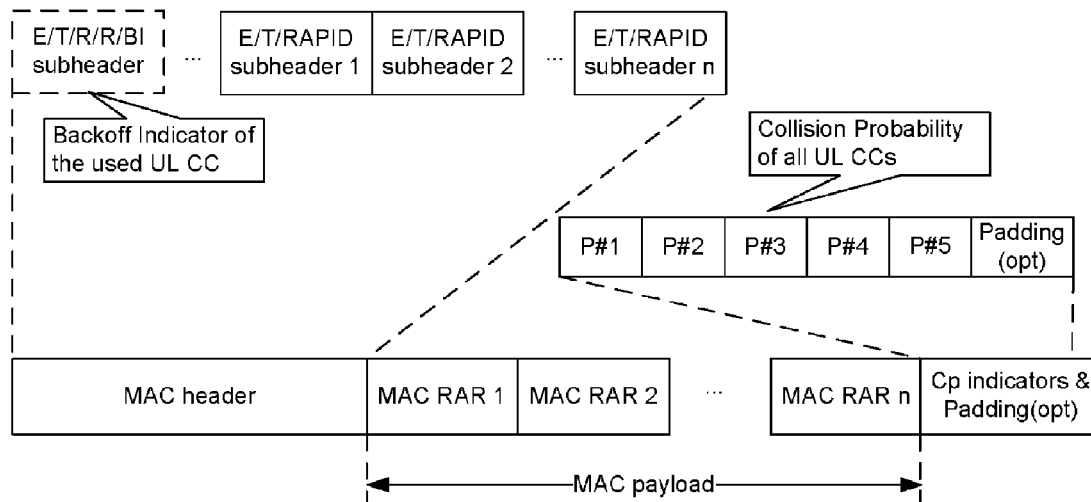 E/T/R/R/BI
subheader
...
E/T/RAPID
subheader 1
E/T/RAPID
subheader 2
...
E/T/RAPID
subheader n
Backoff Indicator of
the used UL CC
Collision Probability
of all UL CCs
P#1
P#2
P#3
P#4
P#5
Padding
(opt)
MAC header
MAC RAR 1
MAC RAR 2
...
MAC RAR n
Cp indicators &
Padding(opt)
MAC payload